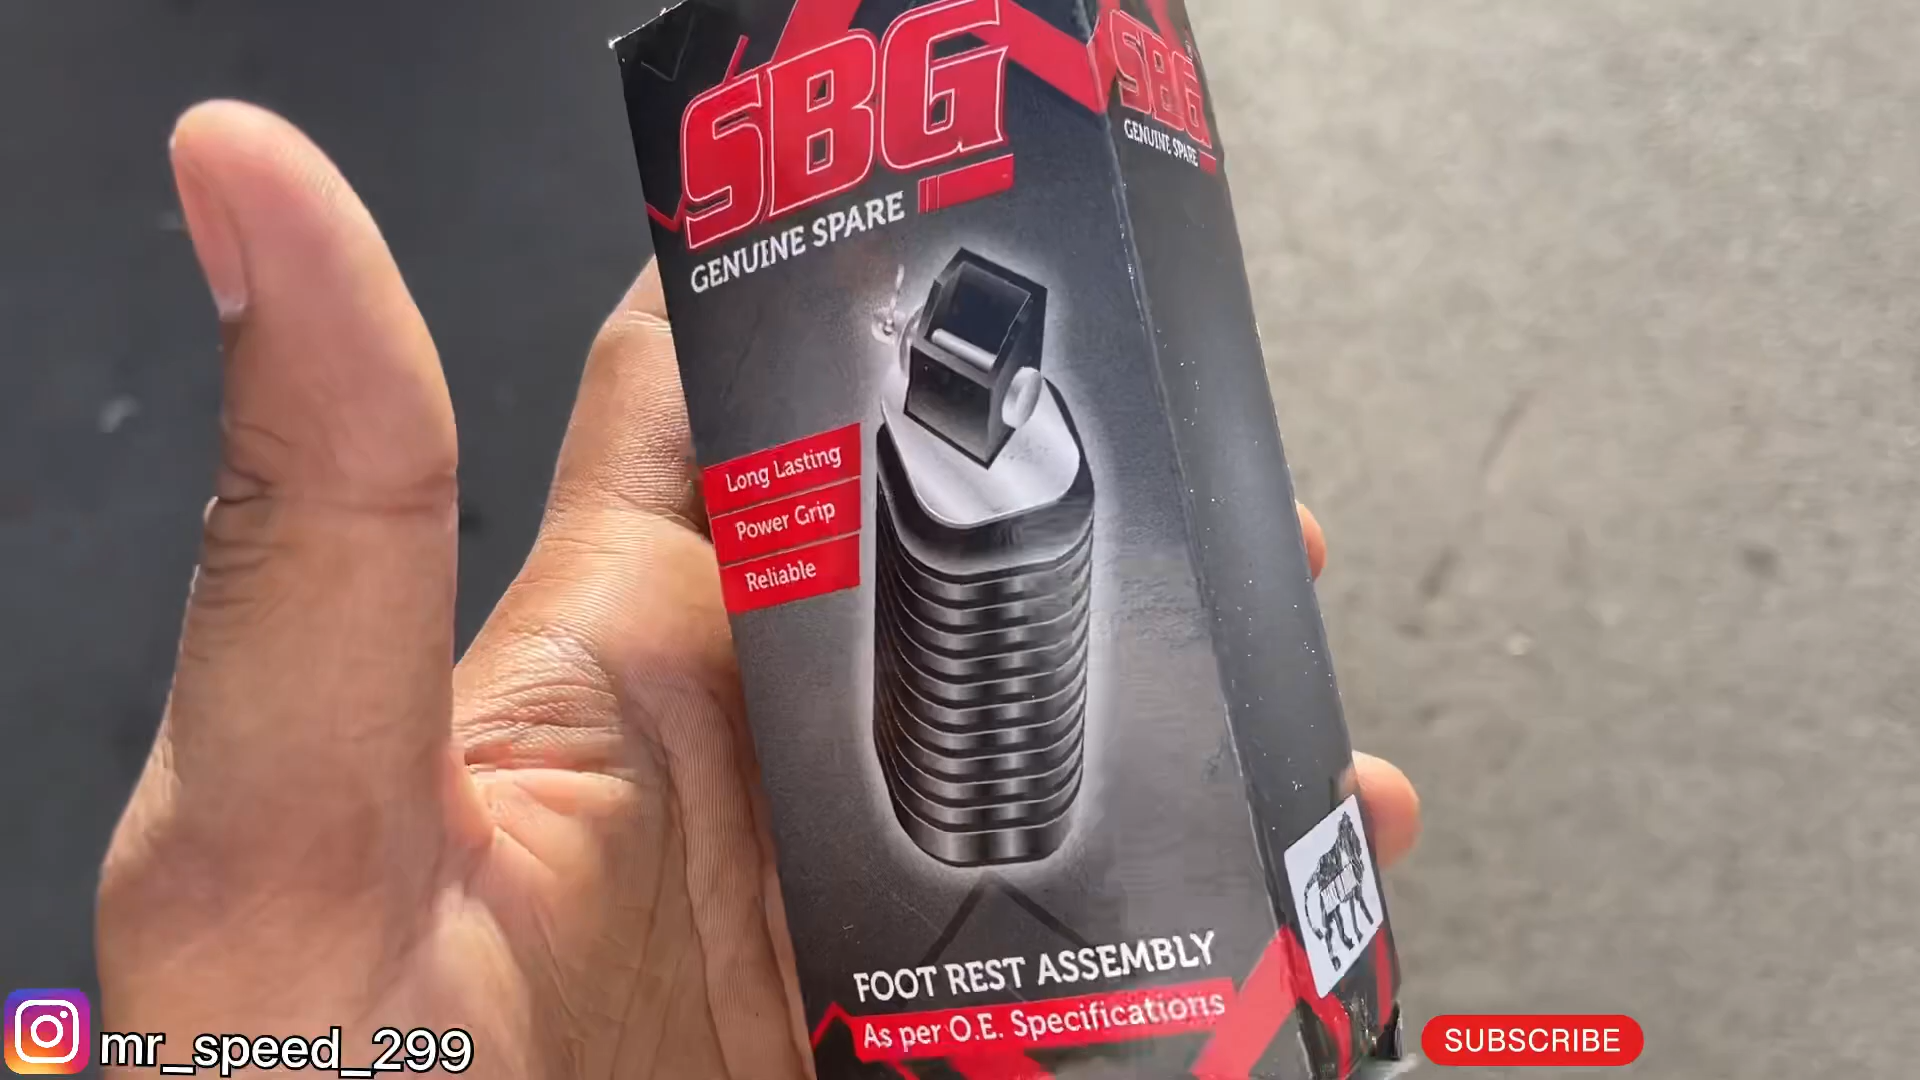 SBG
GENUINE SPARE
SBG
GENUINE SPARE
Long Lasting
Power Grip
Reliable
FOOT REST ASSEMBLY
As per O.E. Specifications
mr_speed_299
SUBSCRIBE